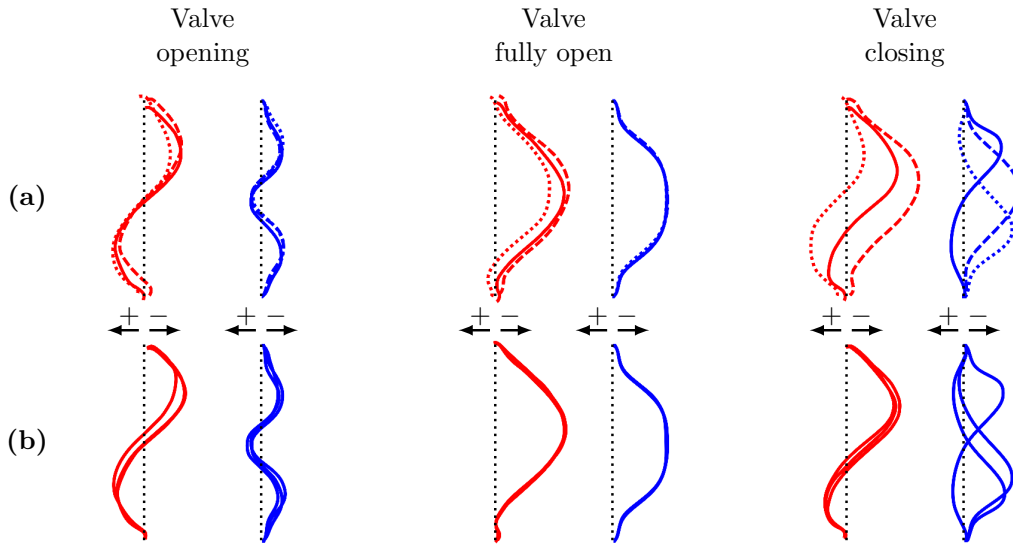 Valve
opening
Valve
fully open
Valve
closing
(a)
+ −
+ −
+ −
+ −
+ −
+ −
(b)